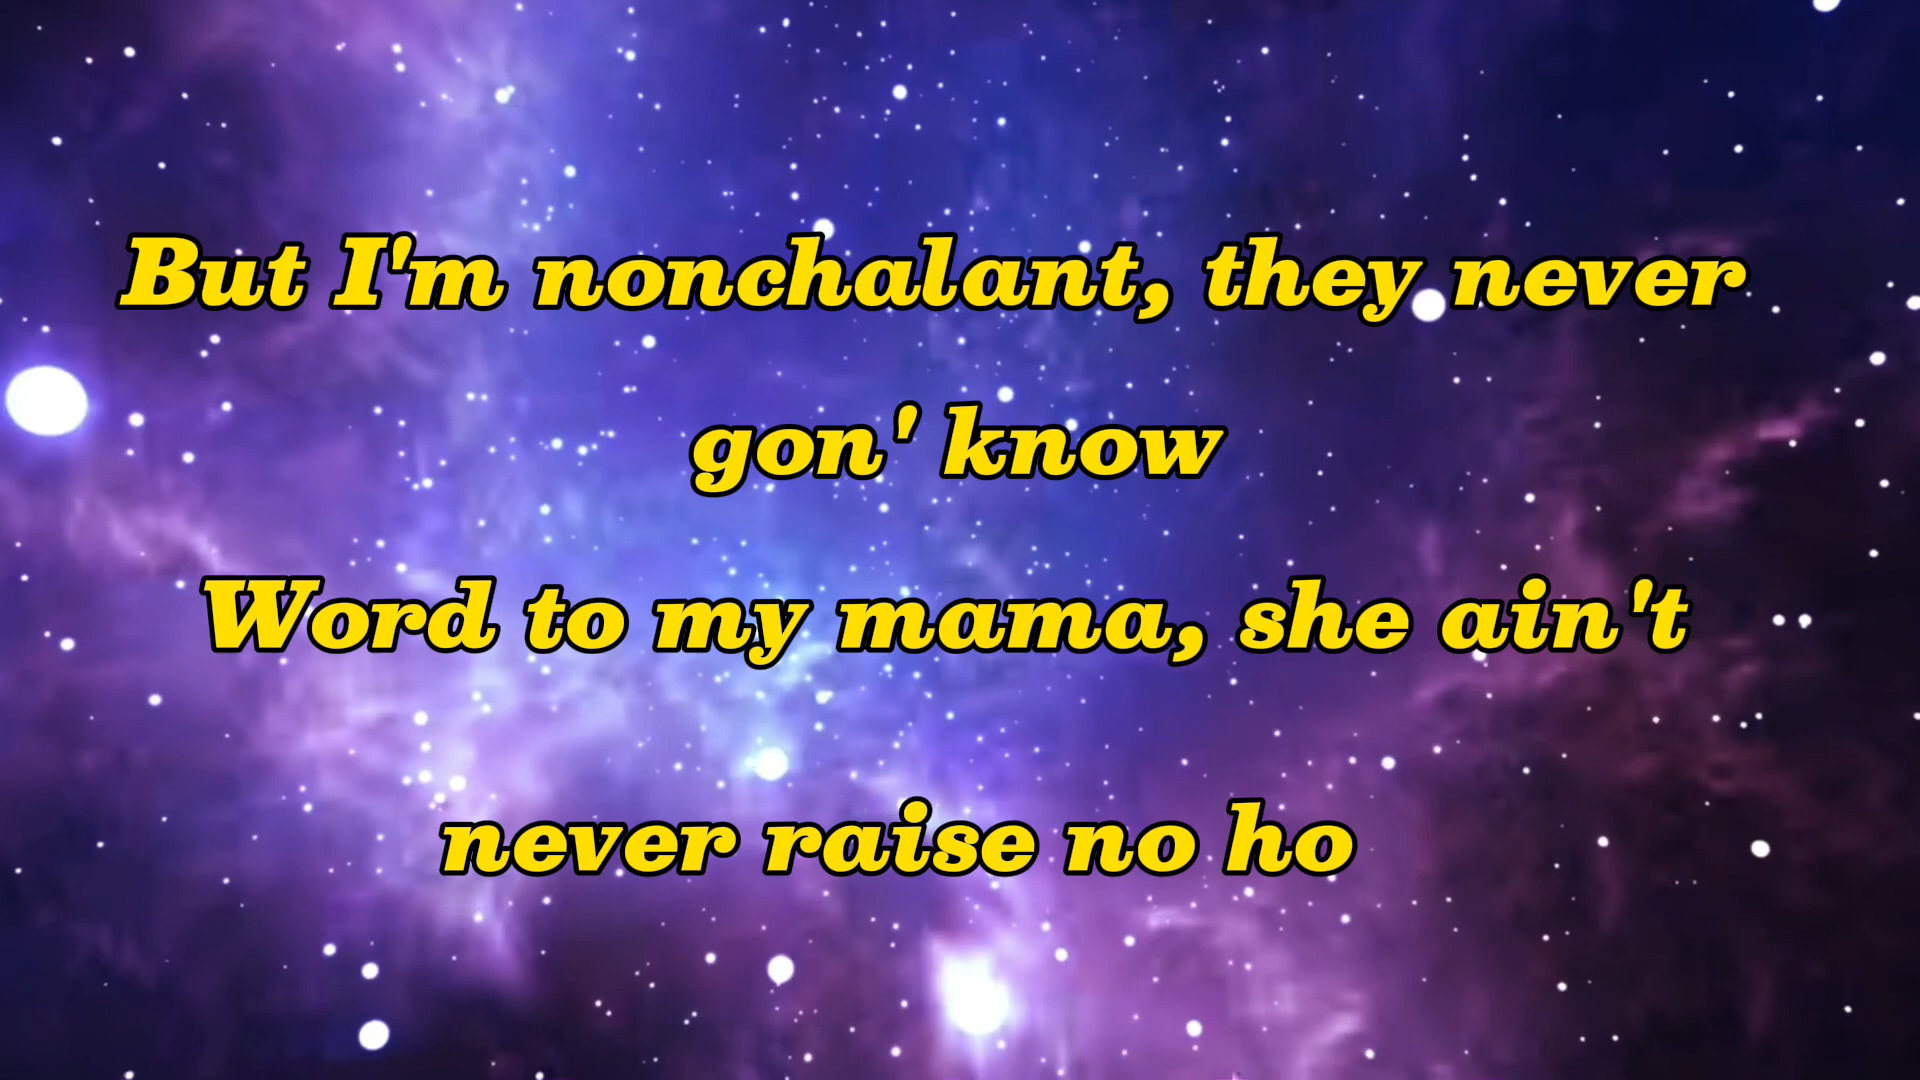 But I'm nonchalant, they never
gon' know
Word to my mama, she ain't
never raise no ho